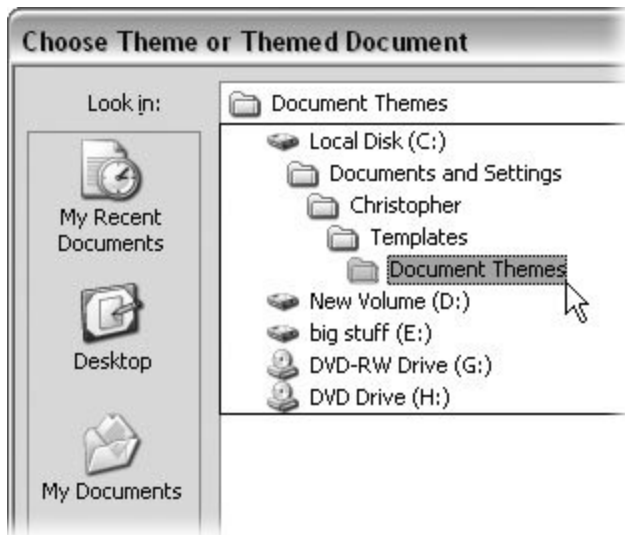 Choose Theme or Themed Document
Look in:
Document Themes
Local Disk (C:)
Documents and Settings
Christopher
Templates
Document Themes
New Volume (D:)
big stuff (E:)
DVD-RW Drive (G:)
DVD Drive (H:)
My Recent
Documents
Desktop
My Documents